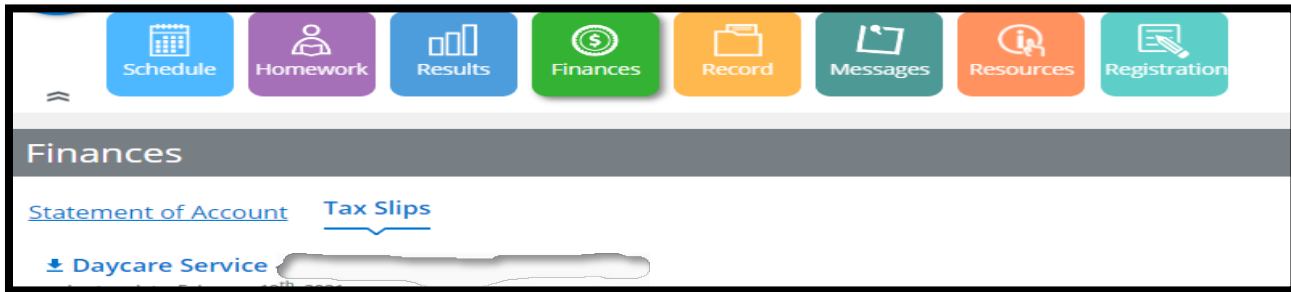 Schedule Homework Results Finances Record Messages Resources Registration
Finances
Statement of Account Tax Slips
Daycare Service